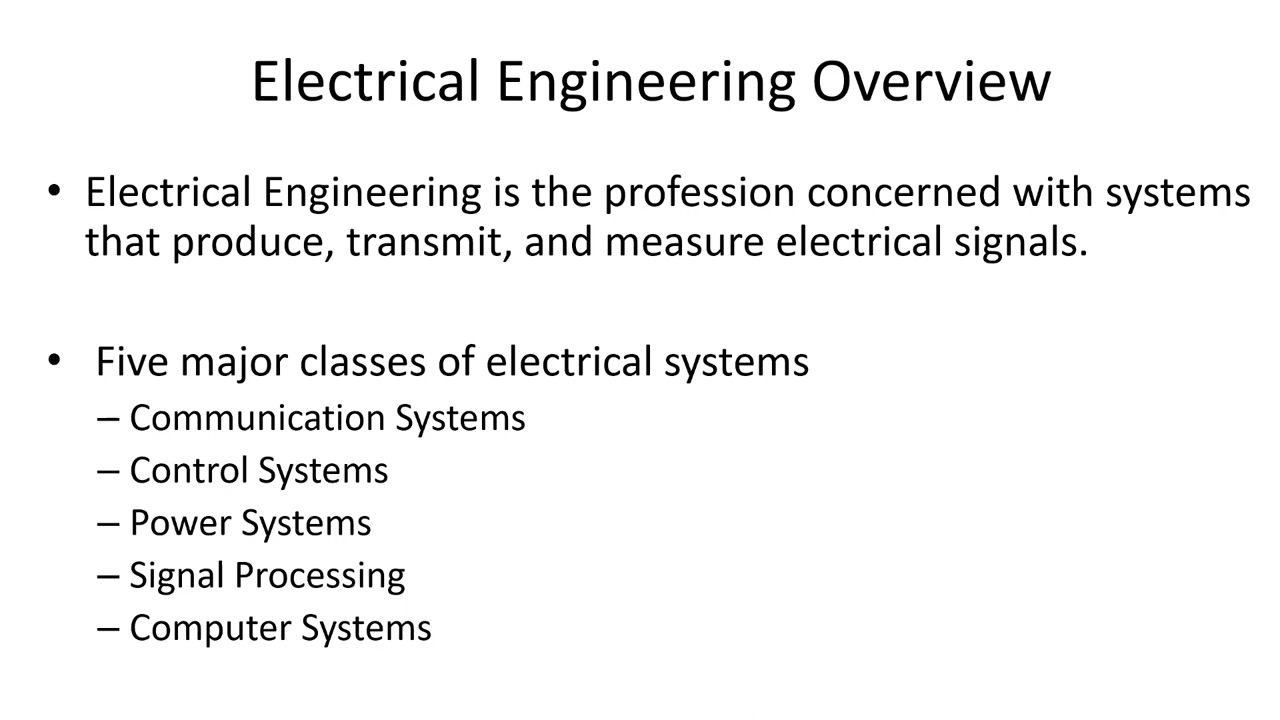 Electrical Engineering Overview
• Electrical Engineering is the profession concerned with systems
that produce, transmit, and measure electrical signals.
• Five major classes of electrical systems
– Communication Systems
– Control Systems
– Power Systems
– Signal Processing
– Computer Systems